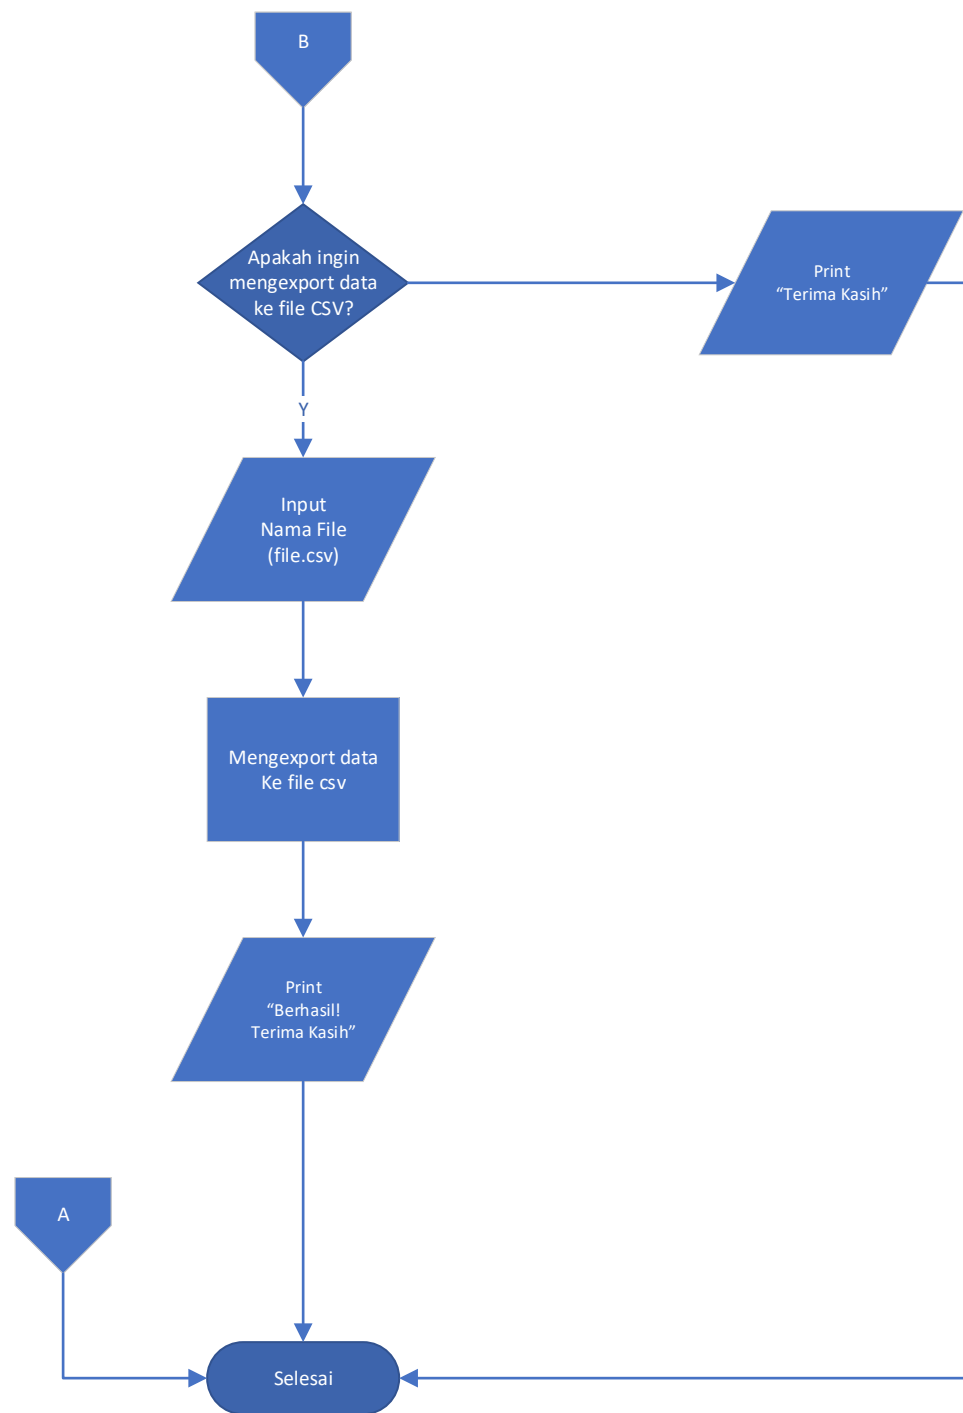 B
Apakah ingin
mengexport data
ke file CSV?
Print
“Terima Kasih”
Y
Input
Nama File
(file.csv)
Mengexport data
Ke file csv
Print
“Berhasil!
Terima Kasih”
A
Selesai